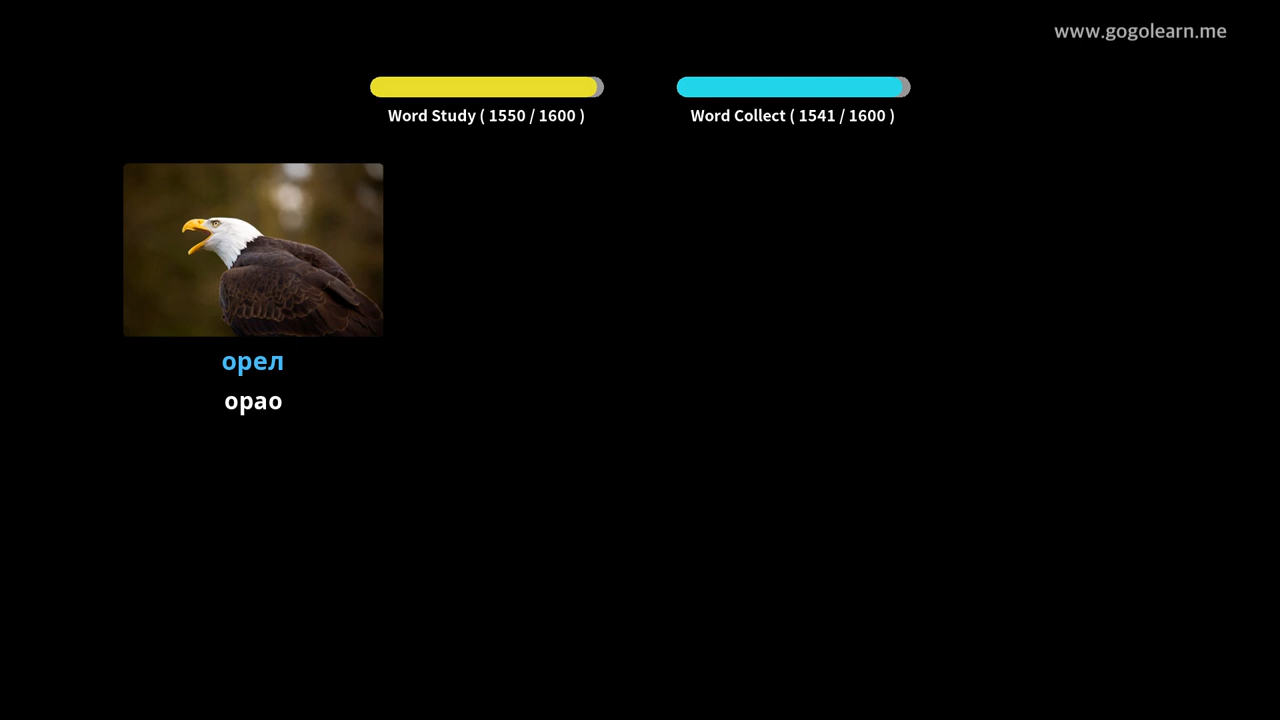 www.gogolearn.me
Word Study ( 1550 / 1600 )
Word Collect ( 1541 / 1600 )
орел
орао